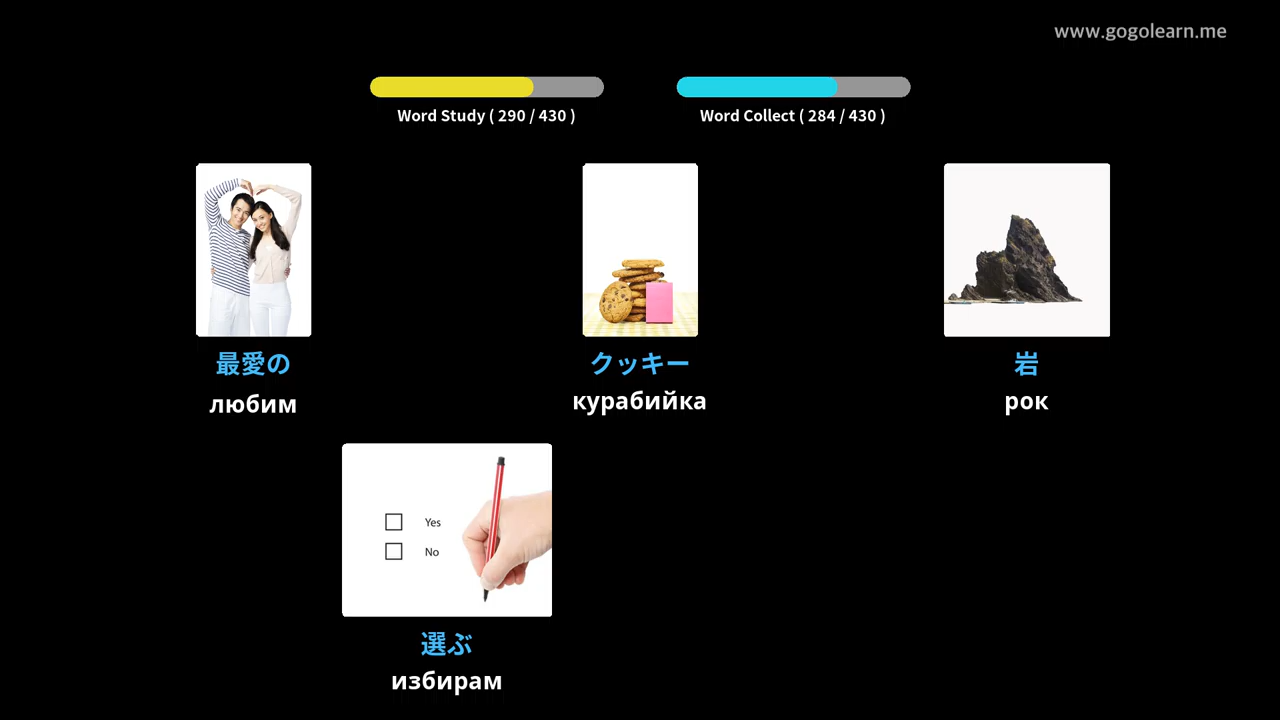 www.gogolearn.me
Word Study ( 290 / 430 )
Word Collect ( 284 / 430 )
最愛の
любим
クッキー
курабийка
岩
рок
Yes
No
選ぶ
избирам